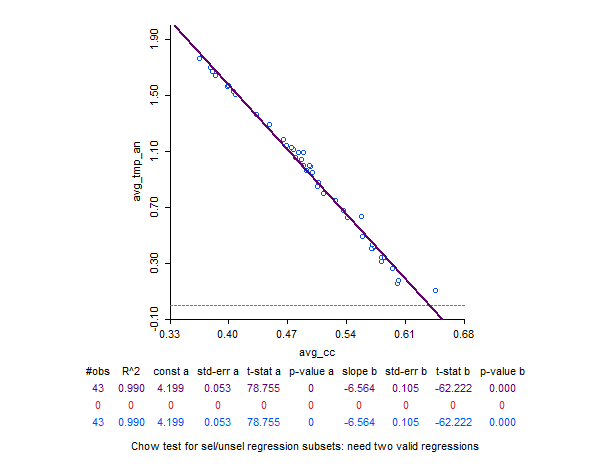 1.90
1.50
1.10
0.70
0.30
-0.10
avg_tmp_an
0.33 0.40 0.47 0.54 0.61 0.68
avg_cc
#obs R^2 const a std-err a t-stat a p-value a slope b std-err b t-stat b p-value b
43 0.990 4.199 0.053 78.755 0 -6.564 0.105 -62.222 0.000
0 0 0 0 0 0 0 0 0 0
43 0.990 4.199 0.053 78.755 0 -6.564 0.105 -62.222 0.000
Chow test for sel/unsel regression subsets: need two valid regressions